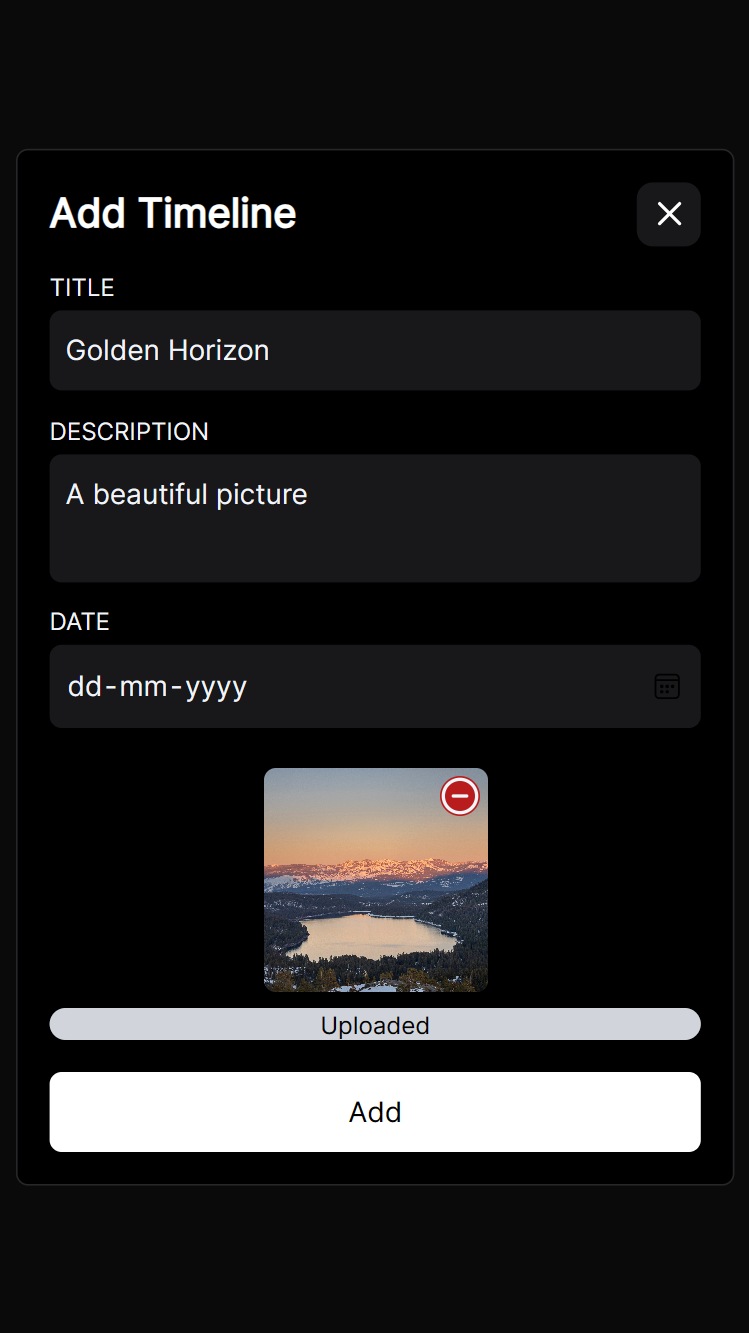 Add Timeline
TITLE
Golden Horizon
DESCRIPTION
A beautiful picture
DATE
dd-mm-yyyy
Uploaded
Add